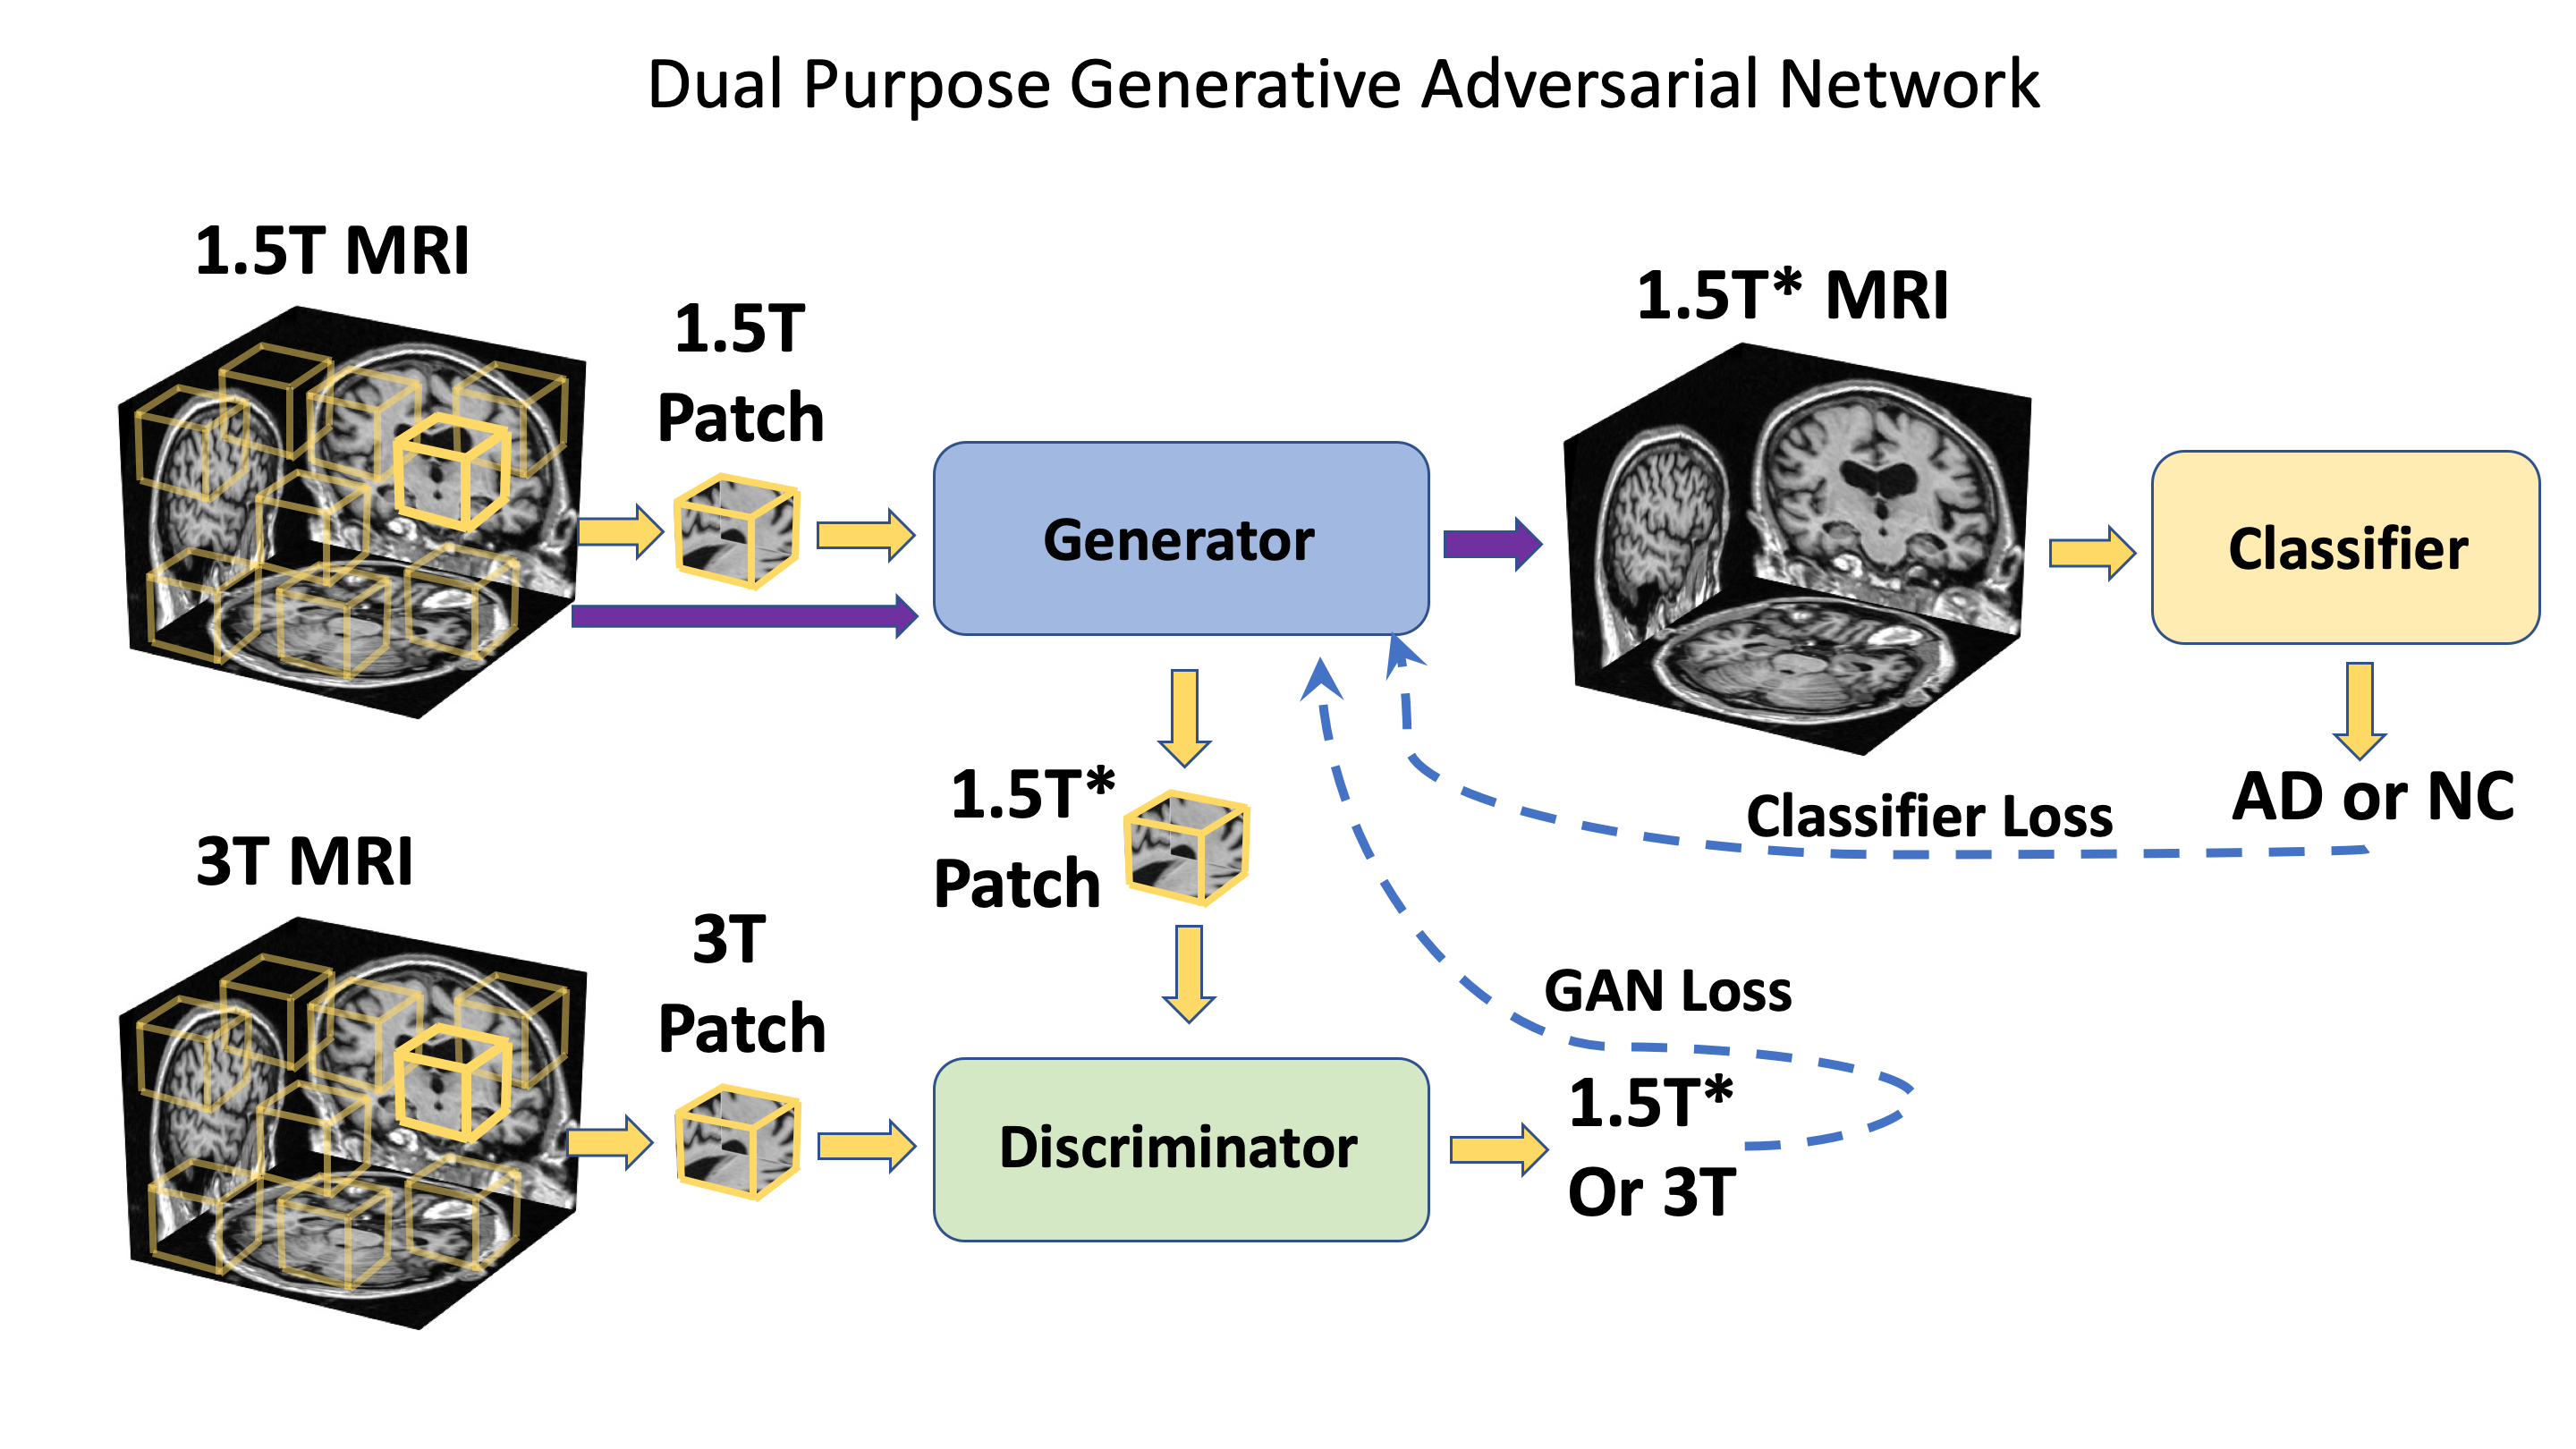 Dual Purpose Generative Adversarial Network
1.5T MRI
1.5T
Patch
Generator
1.5T* MRI
Classifier
AD or NC
Classifier Loss
1.5T*
Patch
3T MRI
3T
Patch
Discriminator
GAN Loss
1.5T*
Or 3T